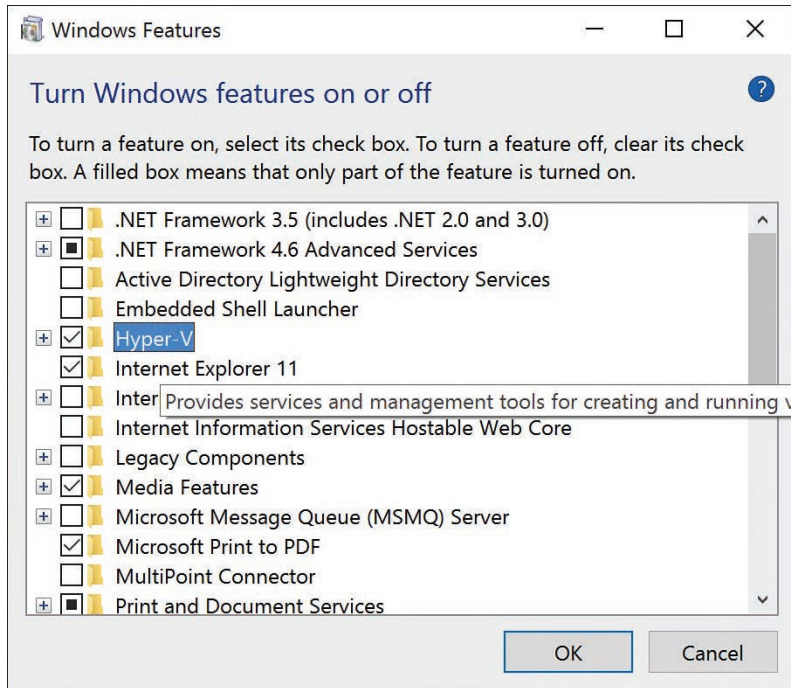 Windows Features
Turn Windows features on or off
To turn a feature on, select its check box. To turn a feature off, clear its check
box. A filled box means that only part of the feature is turned on.
.NET Framework 3.5 (includes .NET 2.0 and 3.0)
.NET Framework 4.6 Advanced Services
Active Directory Lightweight Directory Services
Embedded Shell Launcher
Hyper-V
Internet Explorer 11
Provides services and management tools for creating and running
Internet Information Services Hostable Web Core
Legacy Components
Media Features
Microsoft Message Queue (MSMQ) Server
Microsoft Print to PDF
MultiPoint Connector
Print and Document Services
OK
Cancel